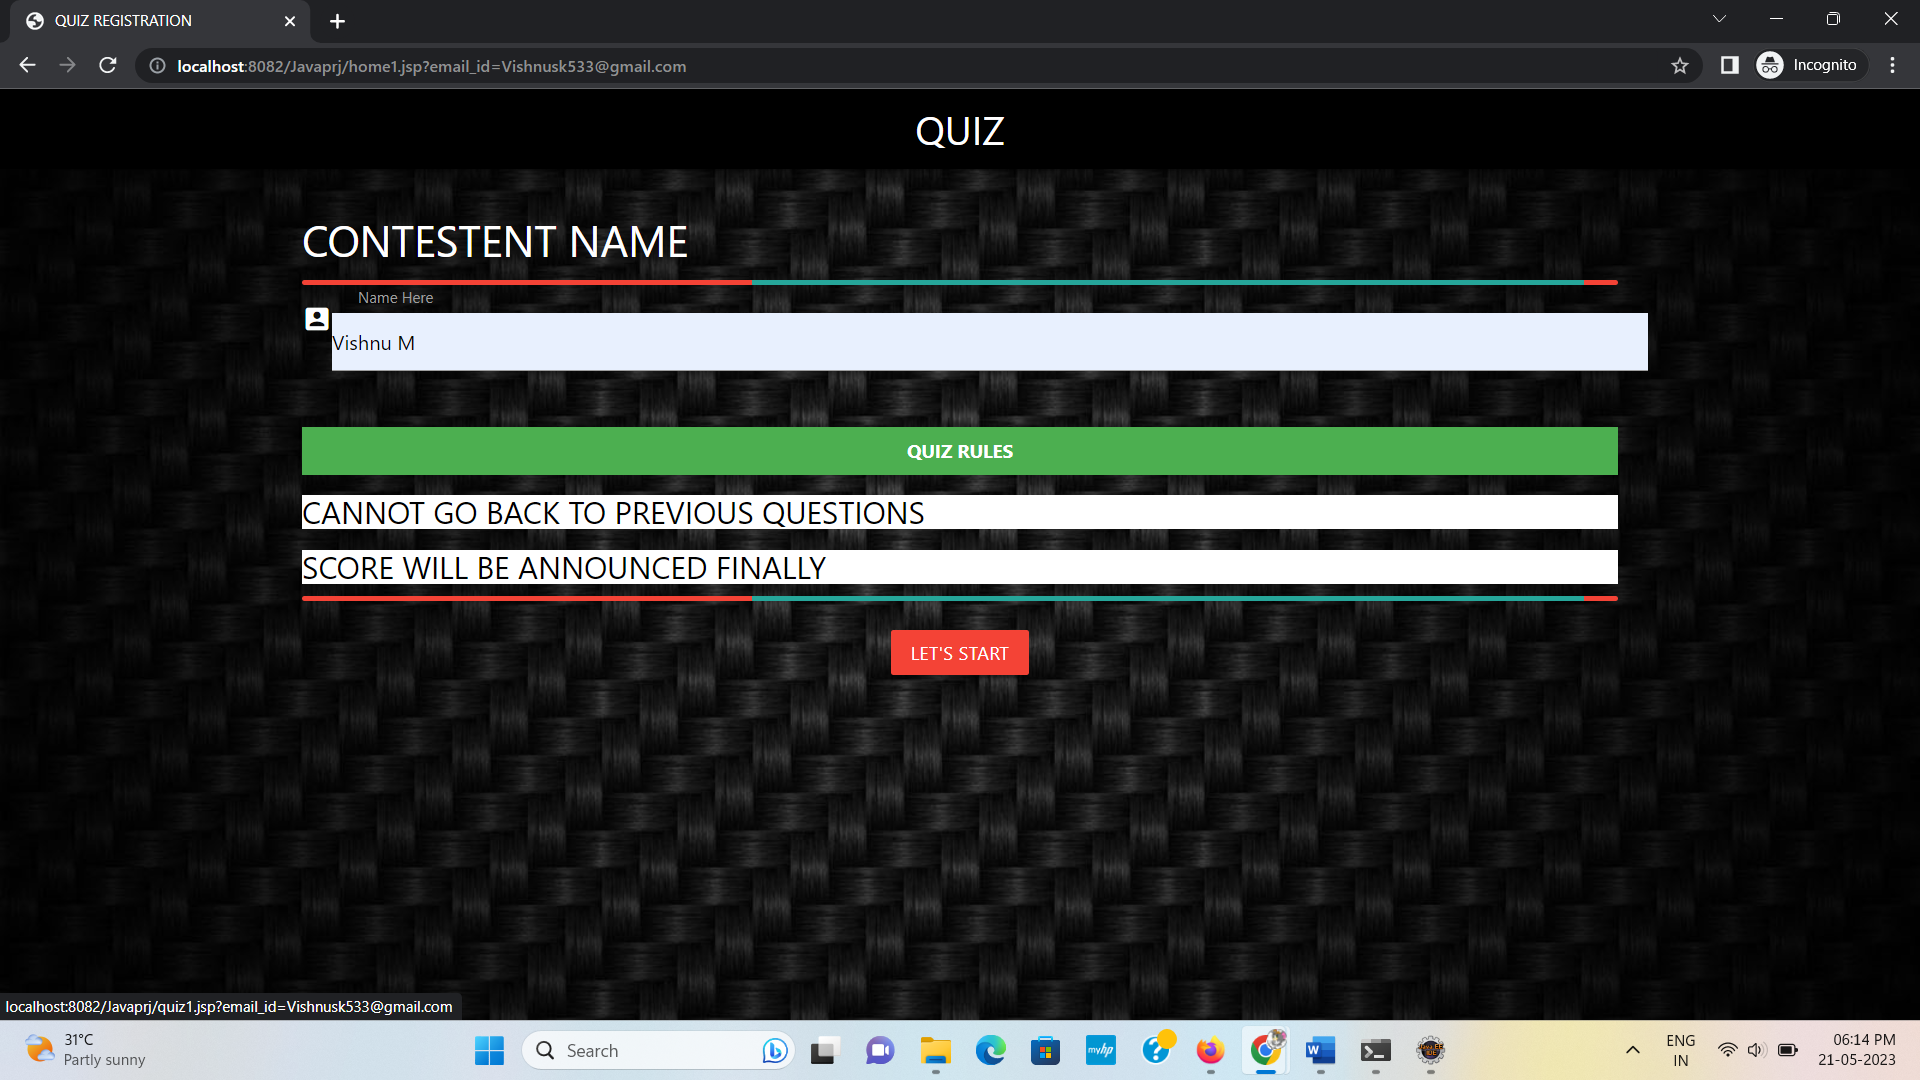 QUIZ REGISTRATION
localhost:8082/Javaprj/home1.jsp?email_id=Vishnusk533@gmail.com
Incognito
QUIZ
CONTESTENT NAME
Name Here
Vishnu M
QUIZ RULES
CANNOT GO BACK TO PREVIOUS QUESTIONS
SCORE WILL BE ANNOUNCED FINALLY
LET'S START
localhost:8082/Javaprj/quiz1.jsp?email_id=Vishnusk533@gmail.com
31°C
Partly sunny
Search
myhp
W
ENG
IN
06:14 PM
21-05-2023